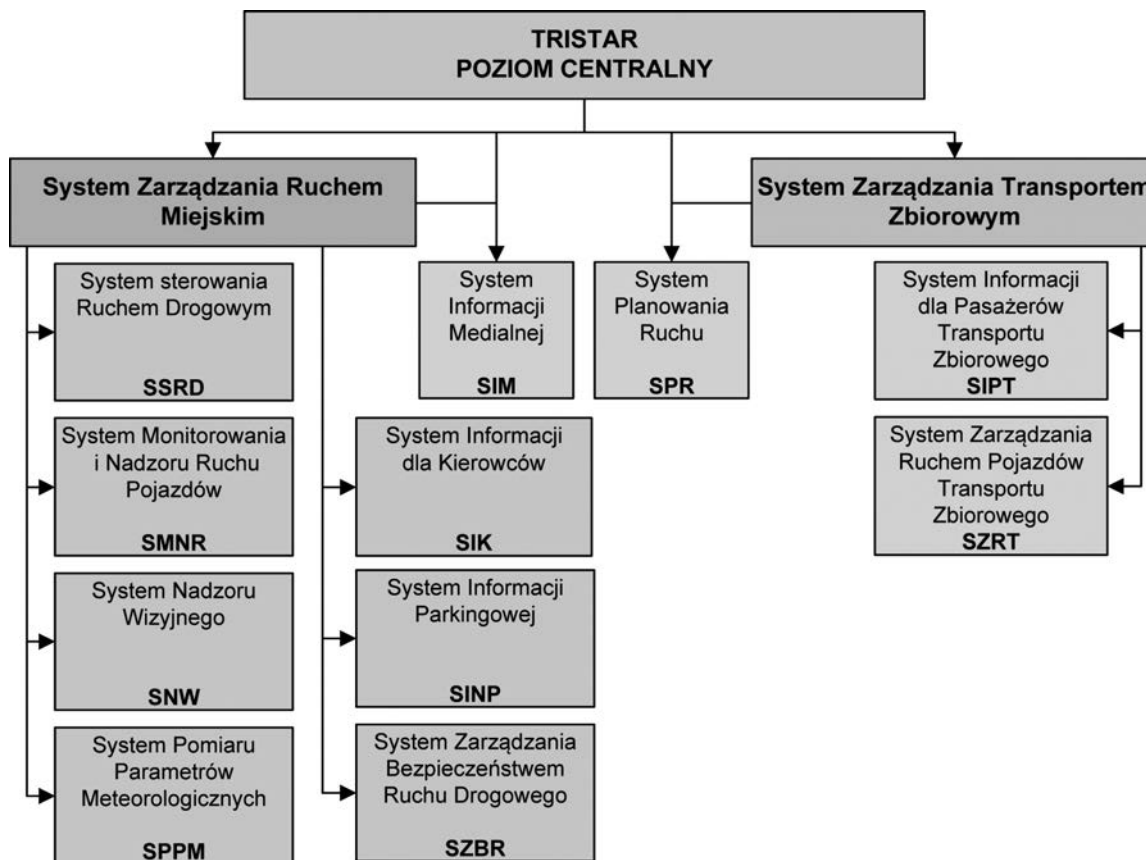 TRISTAR
POZIOM CENTRALNY
System Zarządzania Ruchem
Miejskim
System Zarządzania Transportem
Zbiorowym
System sterowania
Ruchem Drogowym
SSRD
System
Informacji
Medialnej
SIM
System
Planowania
Ruchu
SPR
System Informacji
dla Pasażerów
Transportu
Zbiorowego
SIPT
System Monitorowania
i Nadzoru Ruchu
Pojazdów
SMNR
System Informacji
dla Kierowców
SIK
System Zarządzania
Ruchem Pojazdów
Transportu
Zbiorowego
SZRT
System Nadzoru
Wizyjnego
SNW
System Informacji
Parkingowej
SINP
System Pomiaru
Parametrów
Meteorologicznych
SPPM
System Zarządzania
Bezpieczeństwem
Ruchu Drogowego
SZBR